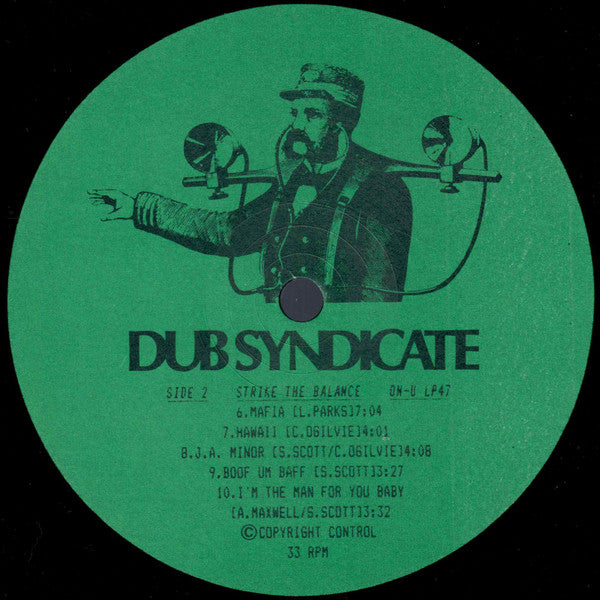 DUB SYNDICATE
SIDE 2 STRIKE THE BALANCE ON-U LP47
6.MAFIA [L.PARKS]7:04
7.HAWAII [C.OGILVIE]4:01
8.J.A. MINOR [S.SCOTT/C.OGILVIE]4:08
9.BOOF UM BAFF [S.SCOTT]3:27
10.I'M THE MAN FOR YOU BABY
[A.MAXWELL/S.SCOTT]3:32
©COPYRIGHT CONTROL
33 RPM